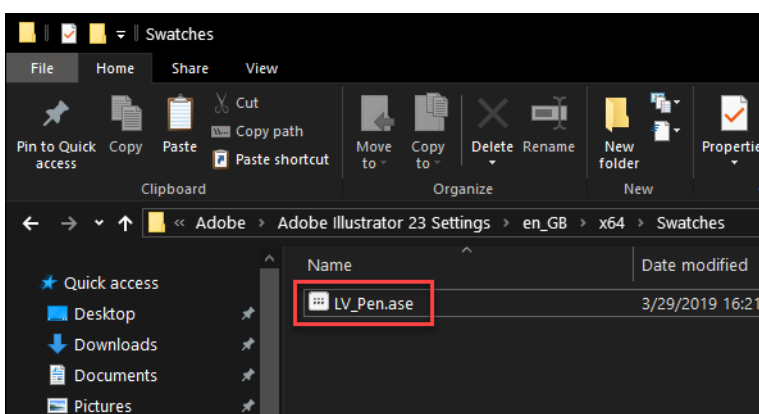 Swatches
File Home Share View
Pin to Quick access
Copy
Paste
Cut
Copy path
Paste shortcut
Clipboard
Move to
Copy to
Delete
Rename
Organize
New folder
New
Propertie
« Adobe > Adobe Illustrator 23 Settings > en_GB > x64 > Swatches
Name Date modified
Quick access
LV_Pen.ase 3/29/2019 16:21
Desktop
Downloads
Documents
Pictures